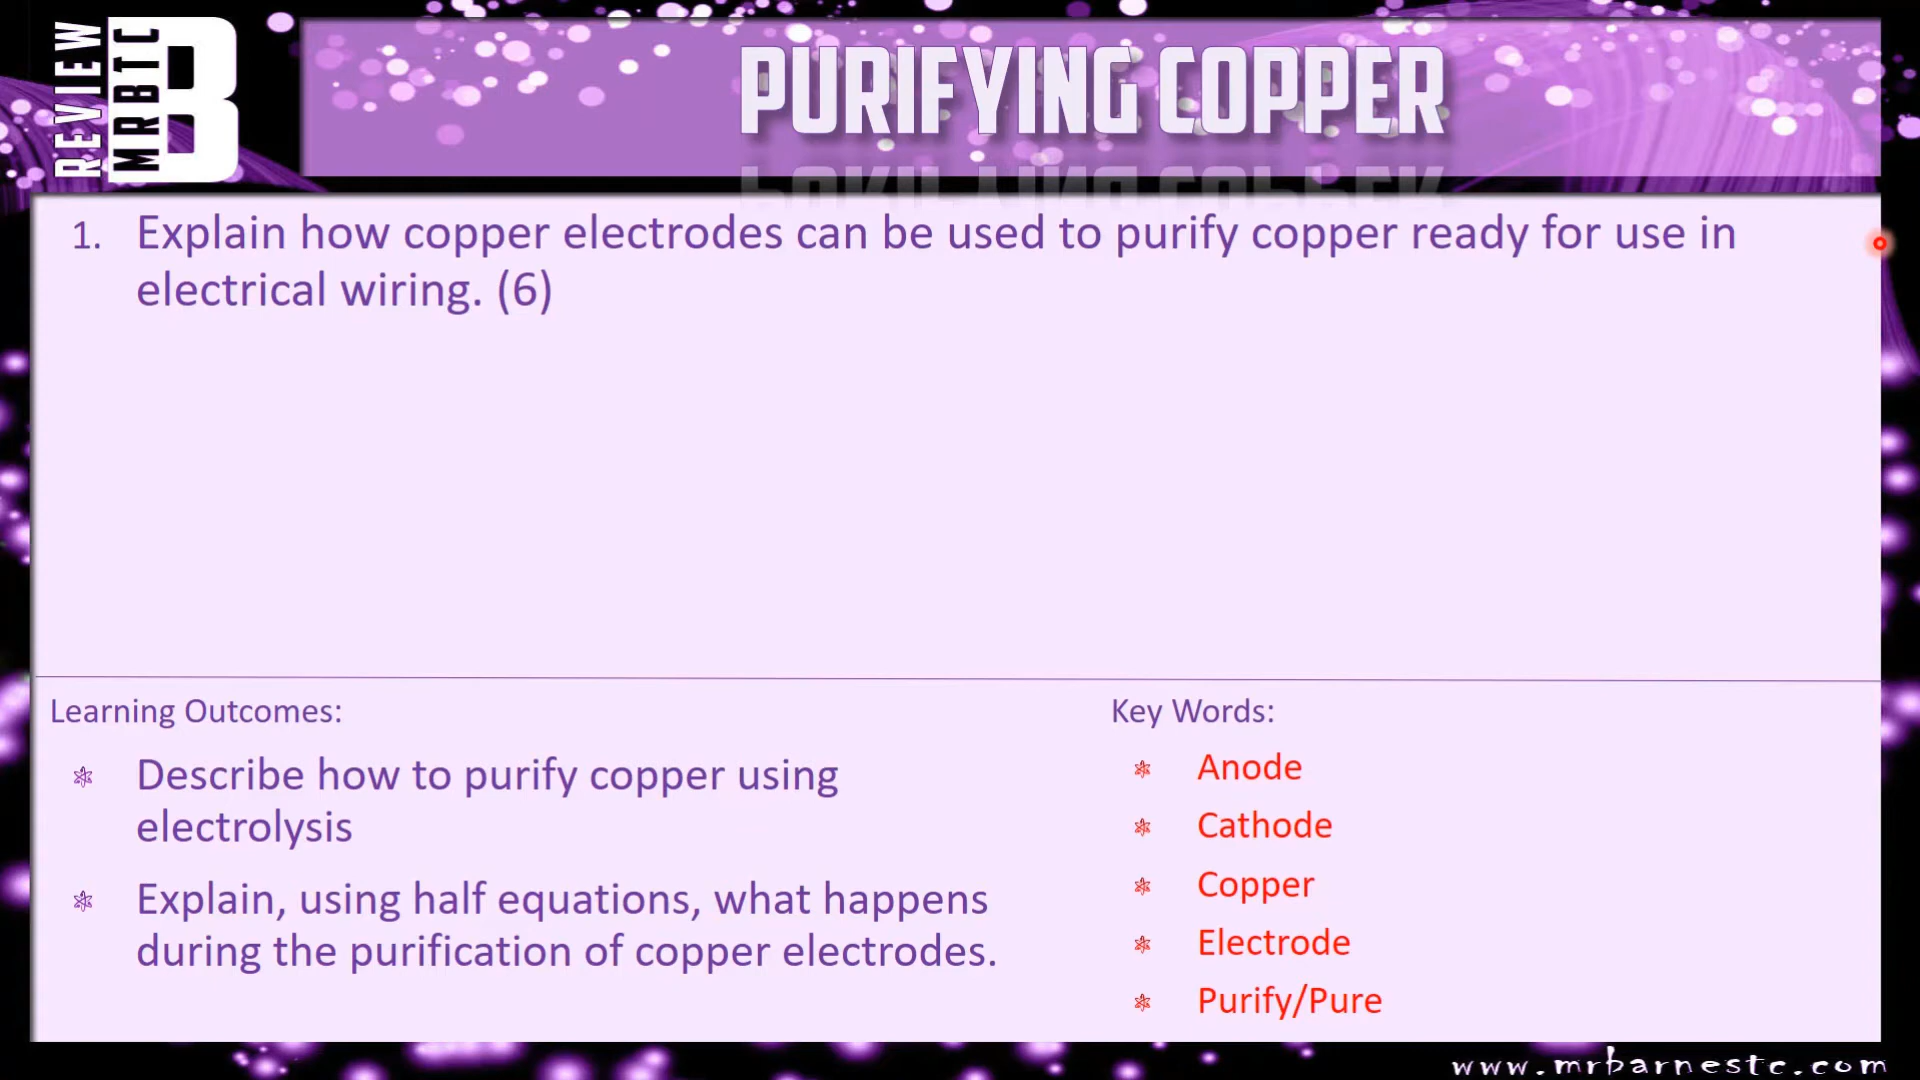 REVIEW
MRBTC
B
PURIFYING COPPER
1. Explain how copper electrodes can be used to purify copper ready for use in
electrical wiring. (6)
Learning Outcomes:
Describe how to purify copper using
electrolysis
Explain, using half equations, what happens
during the purification of copper electrodes.
Key Words:
Anode
Cathode
Copper
Electrode
Purify/Pure
www.mrbarnestc.com